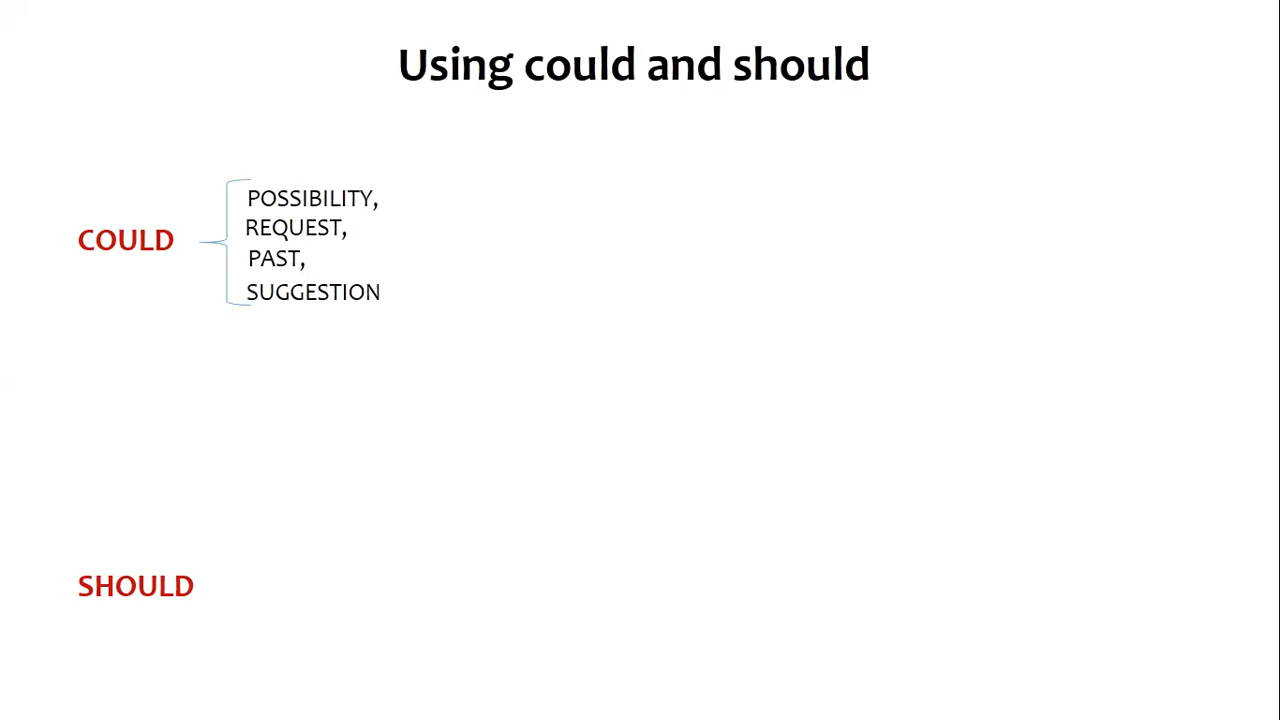 Using could and should
COULD
POSSIBILITY,
REQUEST,
PAST,
SUGGESTION
SHOULD